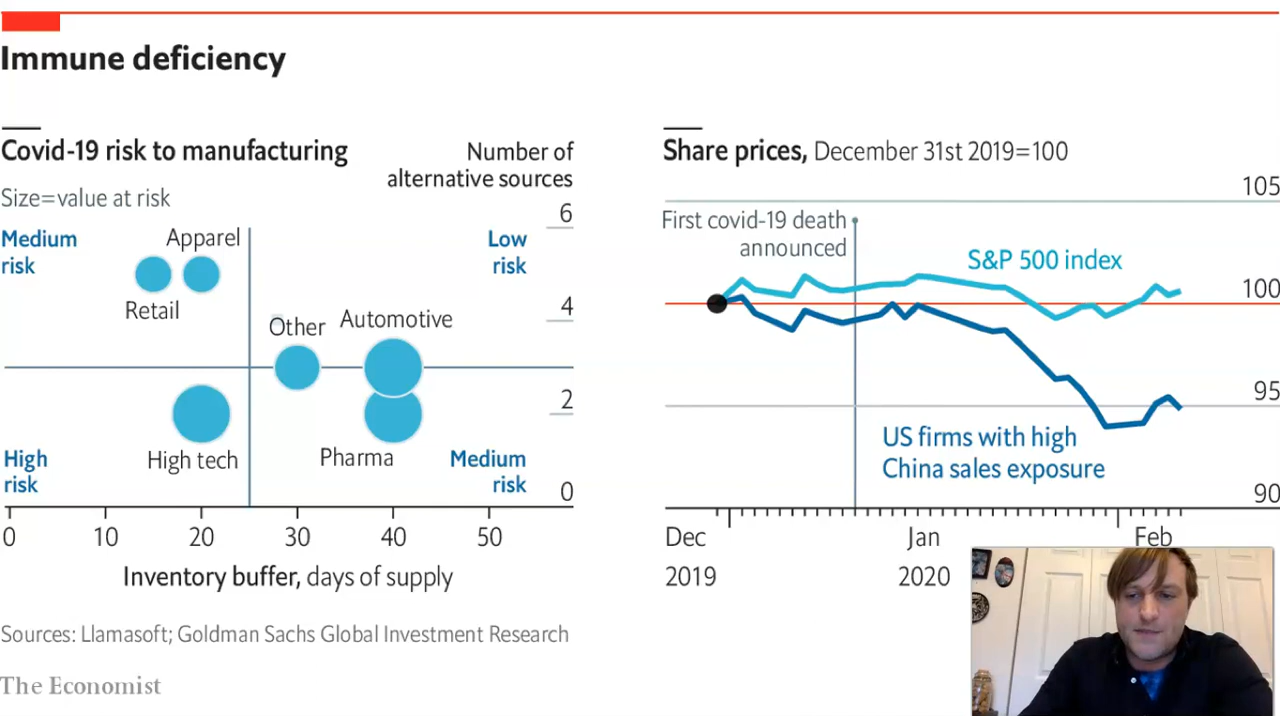 Immune deficiency
Covid-19 risk to manufacturing
Size=value at risk
Number of
alternative sources
6
4
2
0
Medium
risk
Low
risk
High
risk
Medium
risk
Apparel
Retail
Other
Automotive
High tech
Pharma
0 10 20 30 40 50
Inventory buffer, days of supply
Share prices, December 31st 2019=100
105
100
95
90
First covid-19 death
announced
S&P 500 index
US firms with high
China sales exposure
Dec Jan Feb
2019 2020
Sources: Llamasoft; Goldman Sachs Global Investment Research
The Economist